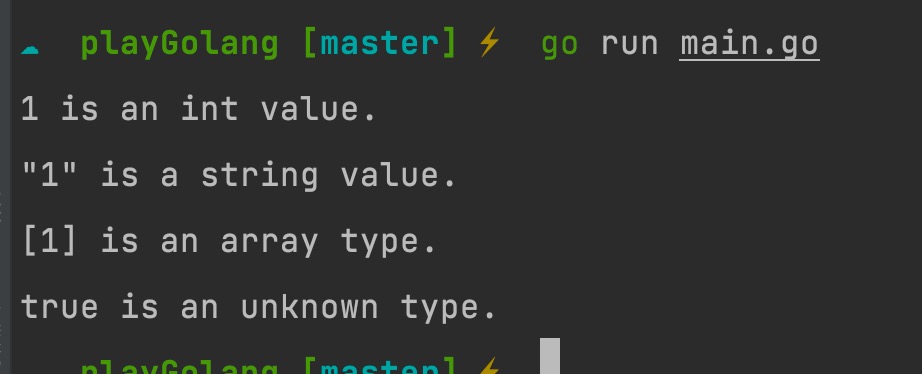 playGolang [master] ⚡ go run main.go
1 is an int value.
"1" is a string value.
[1] is an array type.
true is an unknown type.
playGolang [master] ⚡